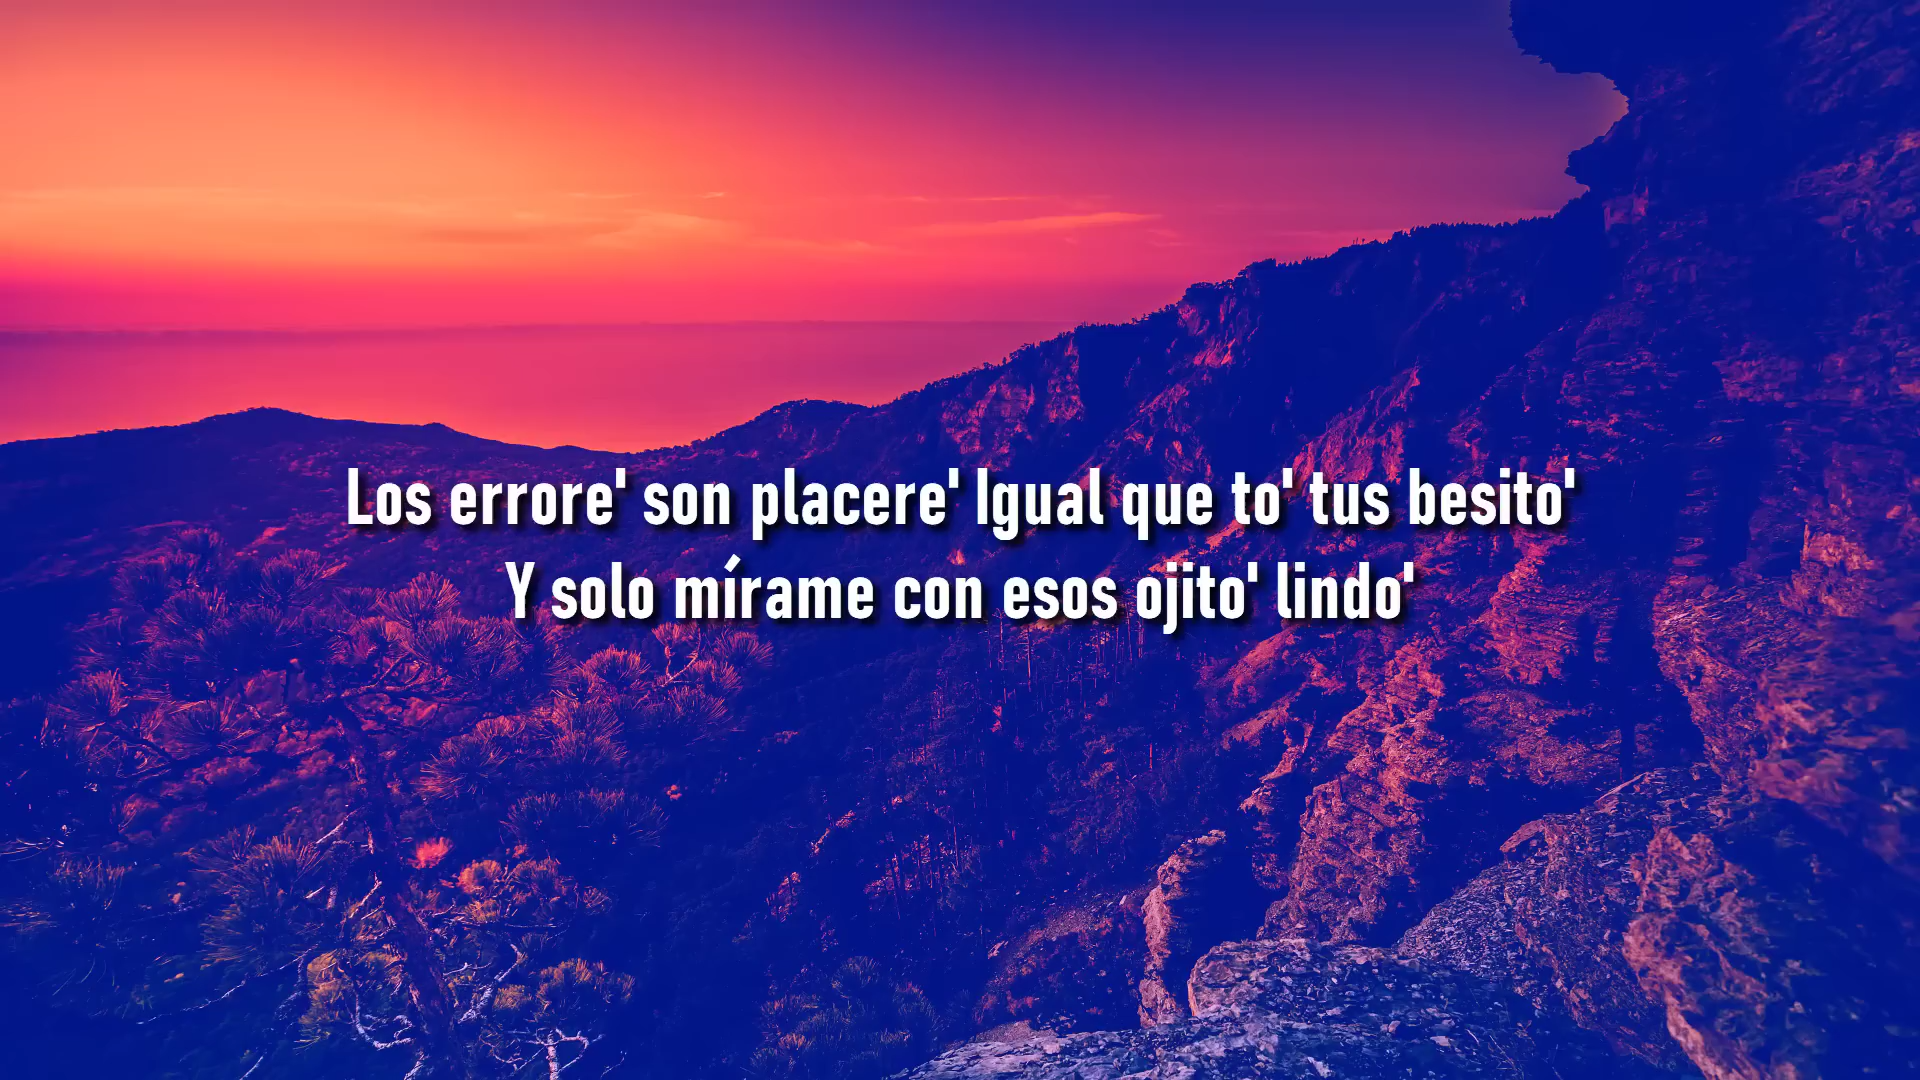 Los errore' son placere' Igual que to' tus besito'
Y solo mírame con esos ojito' lindo'